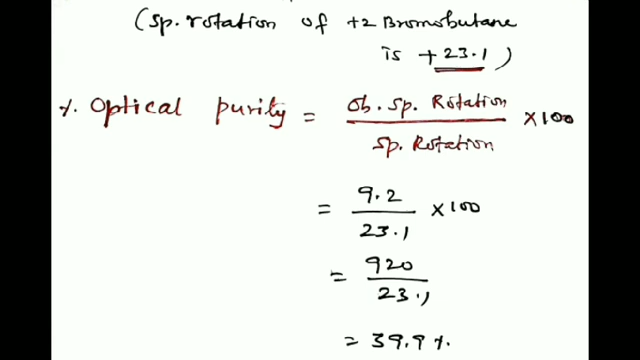 (Sp. rotation of +2 Bromobutane
is +23.1)
% Optical purity = Ob. Sp. Rotation / Sp. Rotation × 100
= 9.2 / 23.1 × 100
= 920 / 23.1
= 39.9 %.